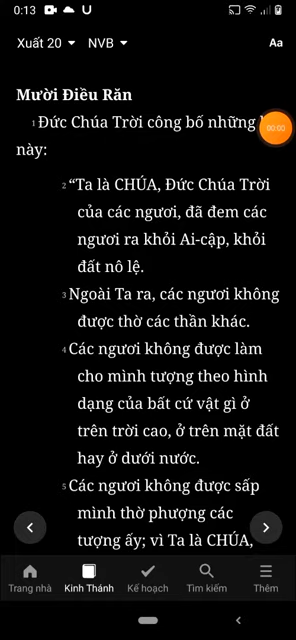 0:13
Xuất 20 NVB Aa
Mười Điều Răn
1 Đức Chúa Trời công bố những
00:03
này:
2 “Ta là CHÚA, Đức Chúa Trời
của các ngươi, đã đem các
ngươi ra khỏi Ai-cập, khỏi
đất nô lệ.
3 Ngoài Ta ra, các ngươi không
được thờ các thần khác.
4 Các ngươi không được làm
cho mình tượng theo hình
dạng của bất cứ vật gì ở
trên trời cao, ở trên mặt đất
hay ở dưới nước.
5 Các ngươi không được sấp
mình thờ phượng các
tượng ấy; vì Ta là CHÚA,
Trang nhà Kinh Thánh Kế hoạch Tìm kiếm Thêm